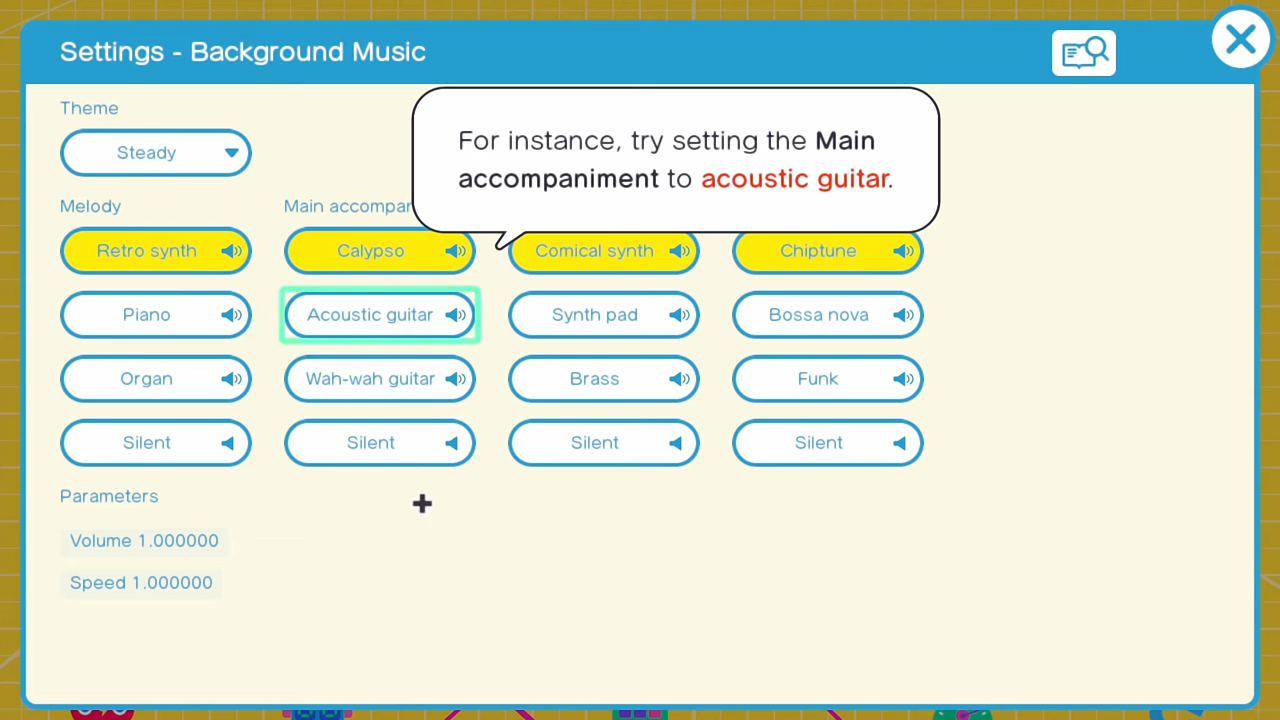 Settings - Background Music
Theme
For instance, try setting the Main
accompaniment to acoustic guitar.
Steady
Melody
Main accompar
Retro synth
Calypso
Comical synth
Chiptune
Piano
Acoustic guitar
Synth pad
Bossa nova
Organ
Wah-wah guitar
Brass
Funk
Silent
Silent
Silent
Silent
Parameters
Volume 1.000000
Speed 1.000000